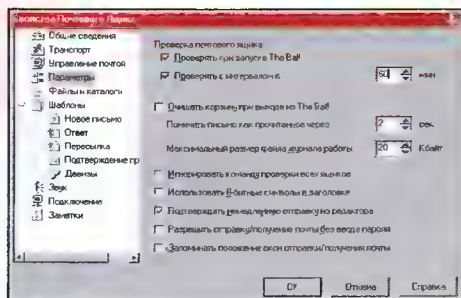 Свойства Почтового Ящика
Общие сведения
Транспорт
Управление почтой
Параметры
Файлы и каталоги
Шаблоны
Новое письмо
Ответ
Пересылка
Подтверждение пр
Девизы
Звук
Подключение
Заметки
Проверка почтового ящика
Проверять при запуске The Bat!
Проверять с интервалом в 60 мин
Очищать корзину при выходе из The Bat!
Помечать письмо как прочитанное через 2 сек.
Максимальный размер файла журнала работы 20 Кбайт
Игнорировать команду проверки всех ящиков
Использовать 8-битные символы в заголовке
Подтверждать немедленную отправку из редактора
Разрешить отправку/получение почты без ввода пароля
Запоминать положение окон отправки/получения почты
OK Отмена Справка